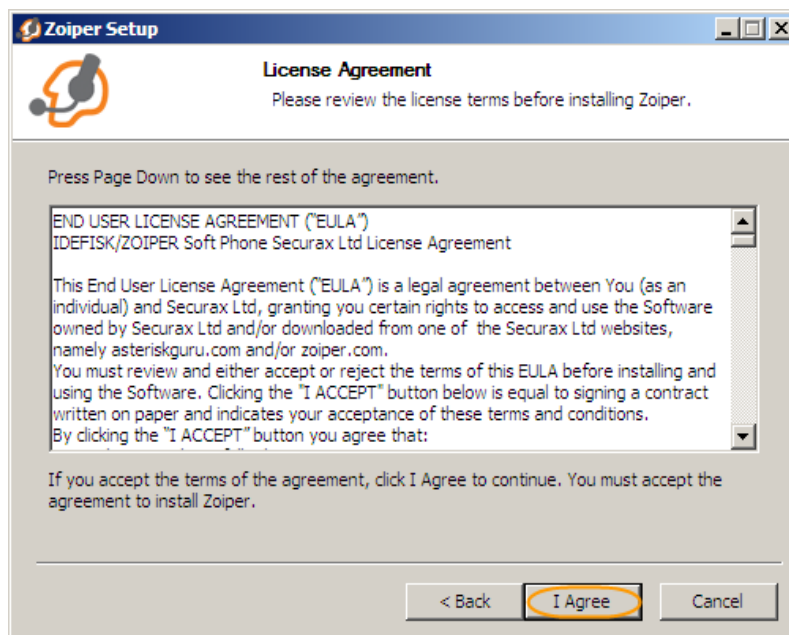 Zoiper Setup
License Agreement
Please review the license terms before installing Zoiper.
Press Page Down to see the rest of the agreement.
END USER LICENSE AGREEMENT ("EULA")
IDEFISK/ZOIPER Soft Phone Securax Ltd License Agreement
This End User License Agreement ("EULA") is a legal agreement between You (as an
individual) and Securax Ltd, granting you certain rights to access and use the Software
owned by Securax Ltd and/or downloaded from one of the Securax Ltd websites,
namely asteriskguru.com and/or zoiper.com.
You must review and either accept or reject the terms of this EULA before installing and
using the Software. Clicking the "I ACCEPT" button below is equal to signing a contract
written on paper and indicates your acceptance of these terms and conditions.
By clicking the "I ACCEPT" button you agree that:
If you accept the terms of the agreement, click I Agree to continue. You must accept the
agreement to install Zoiper.
< Back
I Agree
Cancel